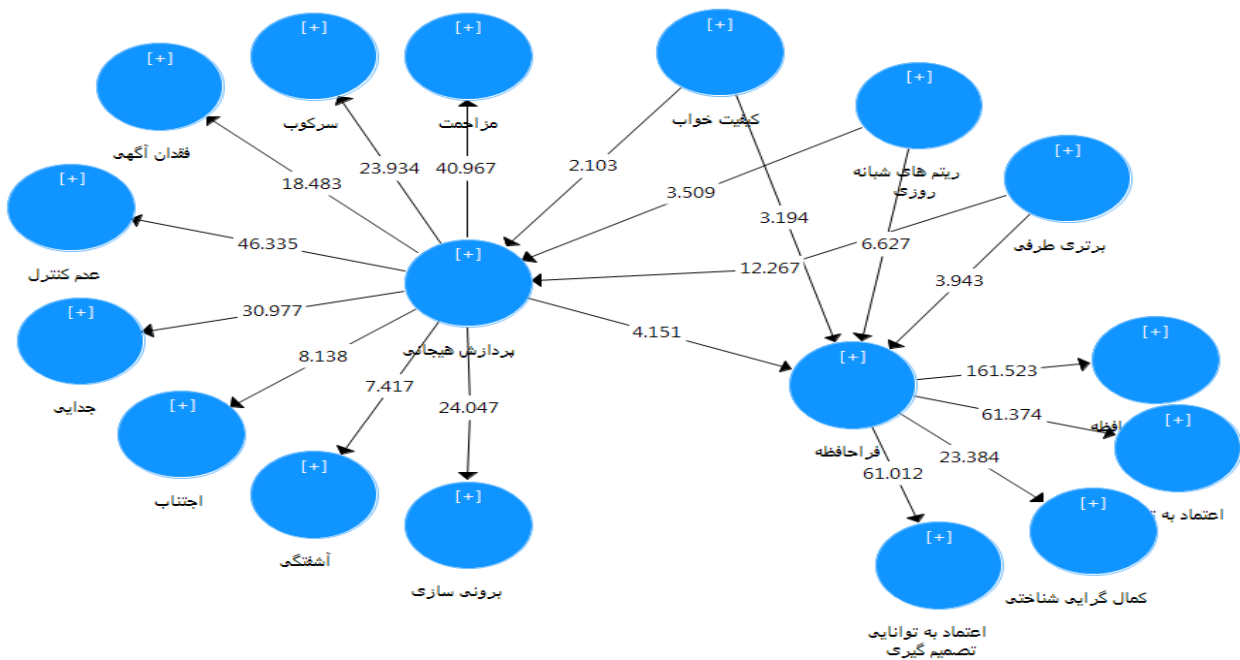 [+]
[+]
[+]
[+]
[+]
[+]
[+]
مزاحمت
سرکوب
کیفیت خواب
فقدان آگهی
ریتم های شبانه
روزی
18.483
23.934
40.967
2.103
3.509
3.194
6.627
برتری طرفی
[+]
46.335
[+]
عدم کنترل
12.267
3.943
[+]
30.977
4.151
[+]
پردازش هیجانی
[+]
8.138
161.523
[+]
جدایی
7.417
24.047
61.374
[+]
فراحافظه
23.384
61.012
[+]
[+]
اجتناب
[+]
اعتماد به
آشفتگی
[+]
برونی سازی
کمال گرایی شناختی
اعتماد به توانایی
تصمیم گیری